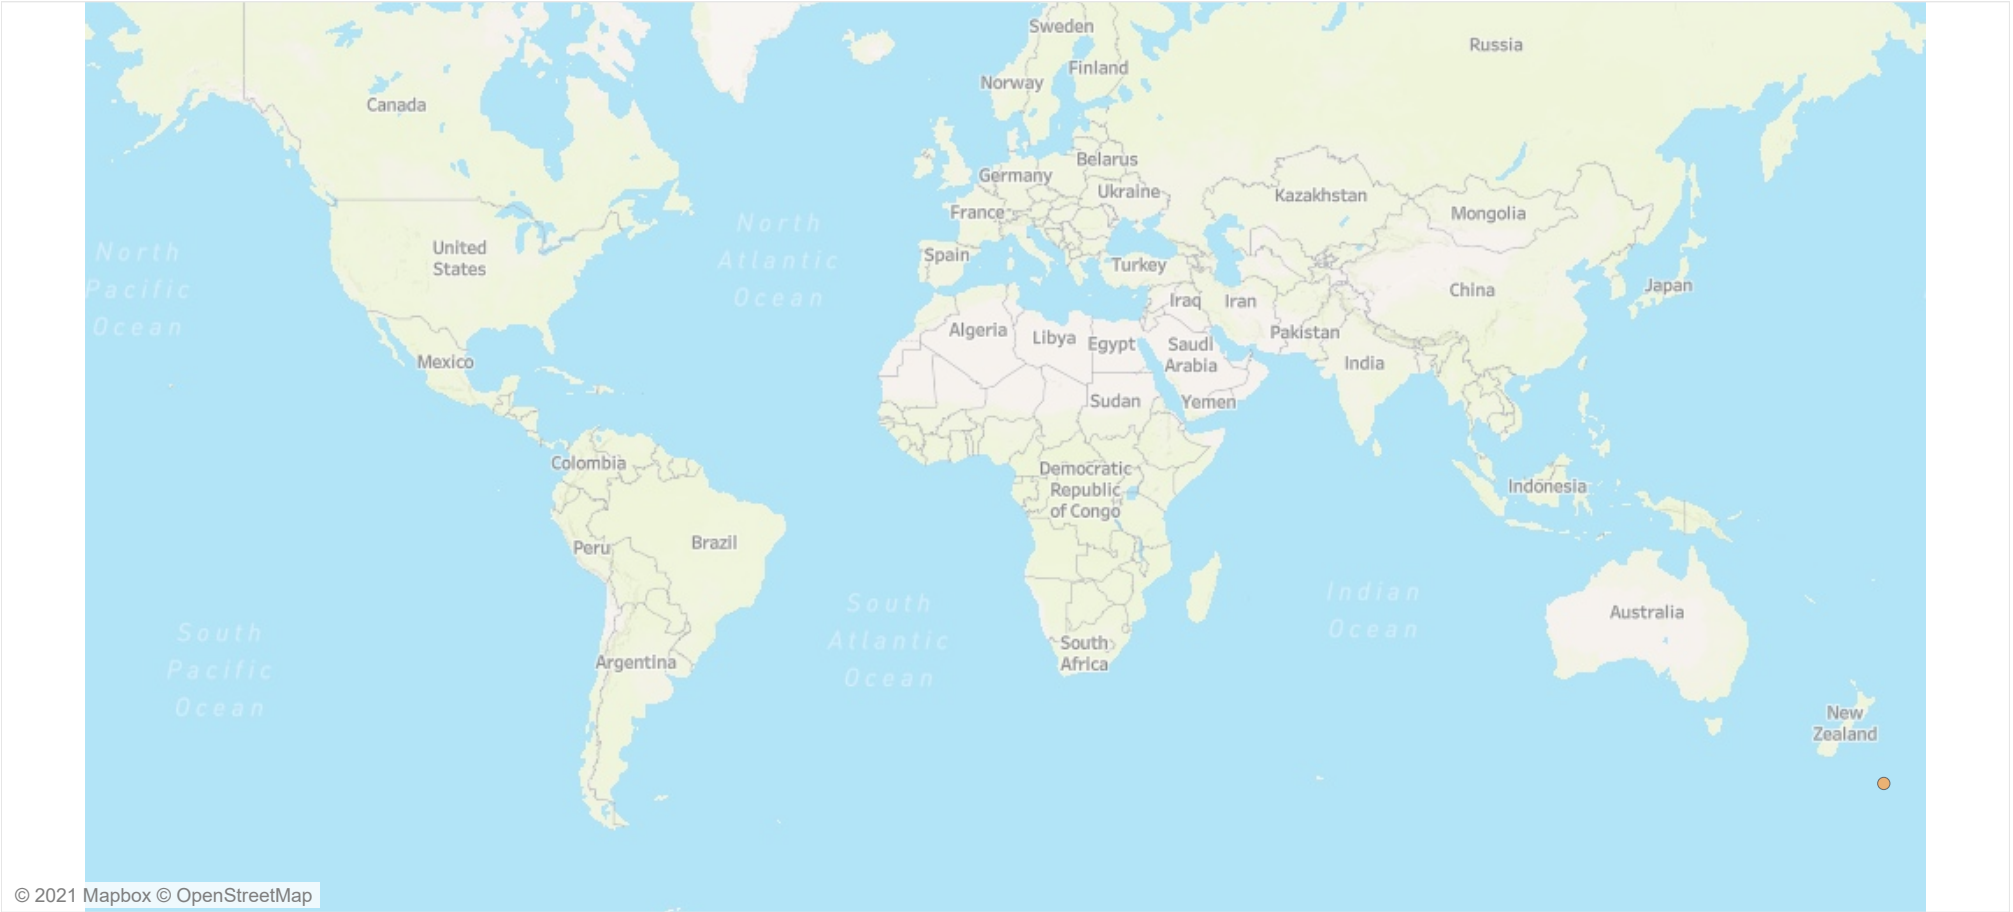 Sweden
Russia
Finland
Norway
Canada
Belarus
Germany
Ukraine
Kazakhstan
France
Mongolia
North
Atlantic
Ocean
North
Pacific
Ocean
United
States
Spain
Turkey
China
Japan
Iraq
Iran
Algeria
Libya
Egypt
Pakistan
Saudi
Arabia
Mexico
India
Sudan
Yemen
Colombia
Democratic
Republic
of Congo
Indonesia
Peru
Brazil
South
Atlantic
Ocean
Indian
Ocean
Australia
South
Pacific
Ocean
South
Africa
Argentina
New
Zealand
© 2021 Mapbox © OpenStreetMap